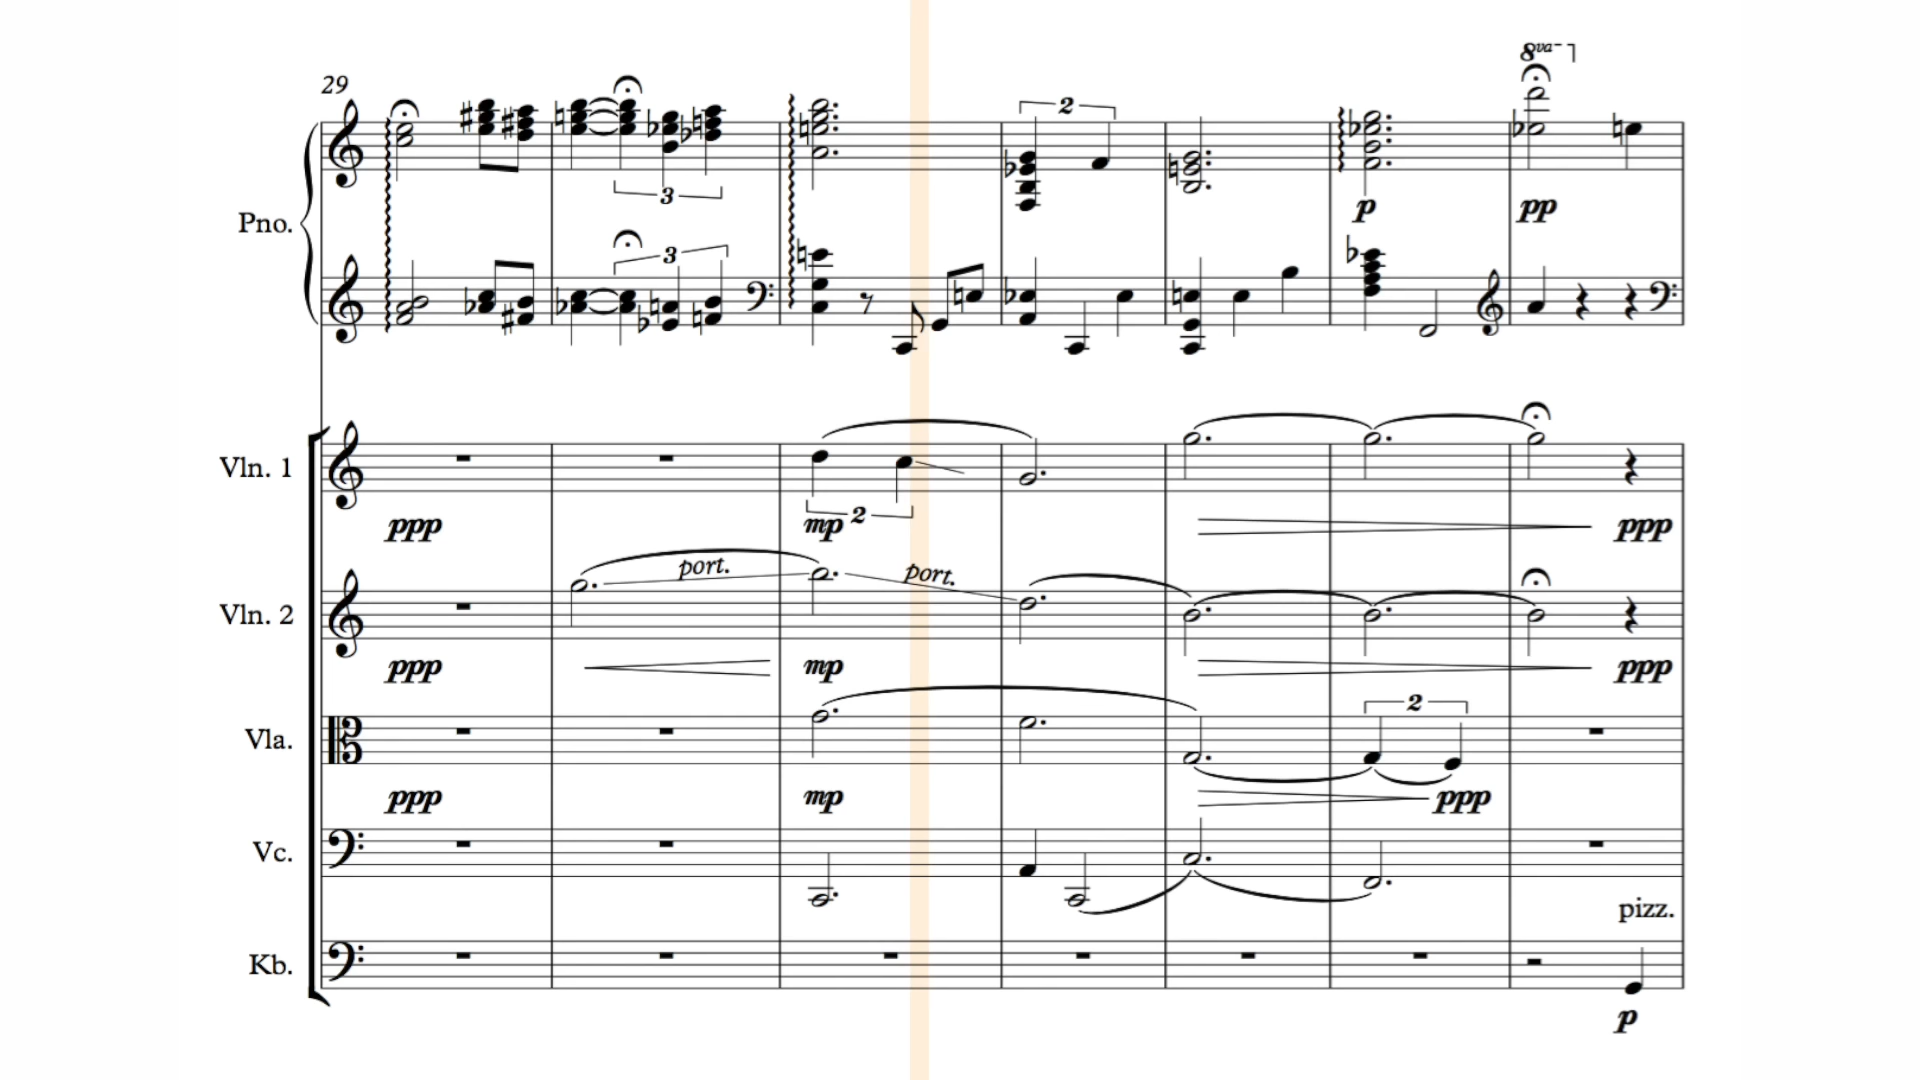 8va
29
2
3
p
pp
Pno.
3
Vln. 1
2
ppp
mp
ppp
port.
port.
Vln. 2
ppp
mp
ppp
2
Vla.
ppp
mp
ppp
Vc.
pizz.
Kb.
p